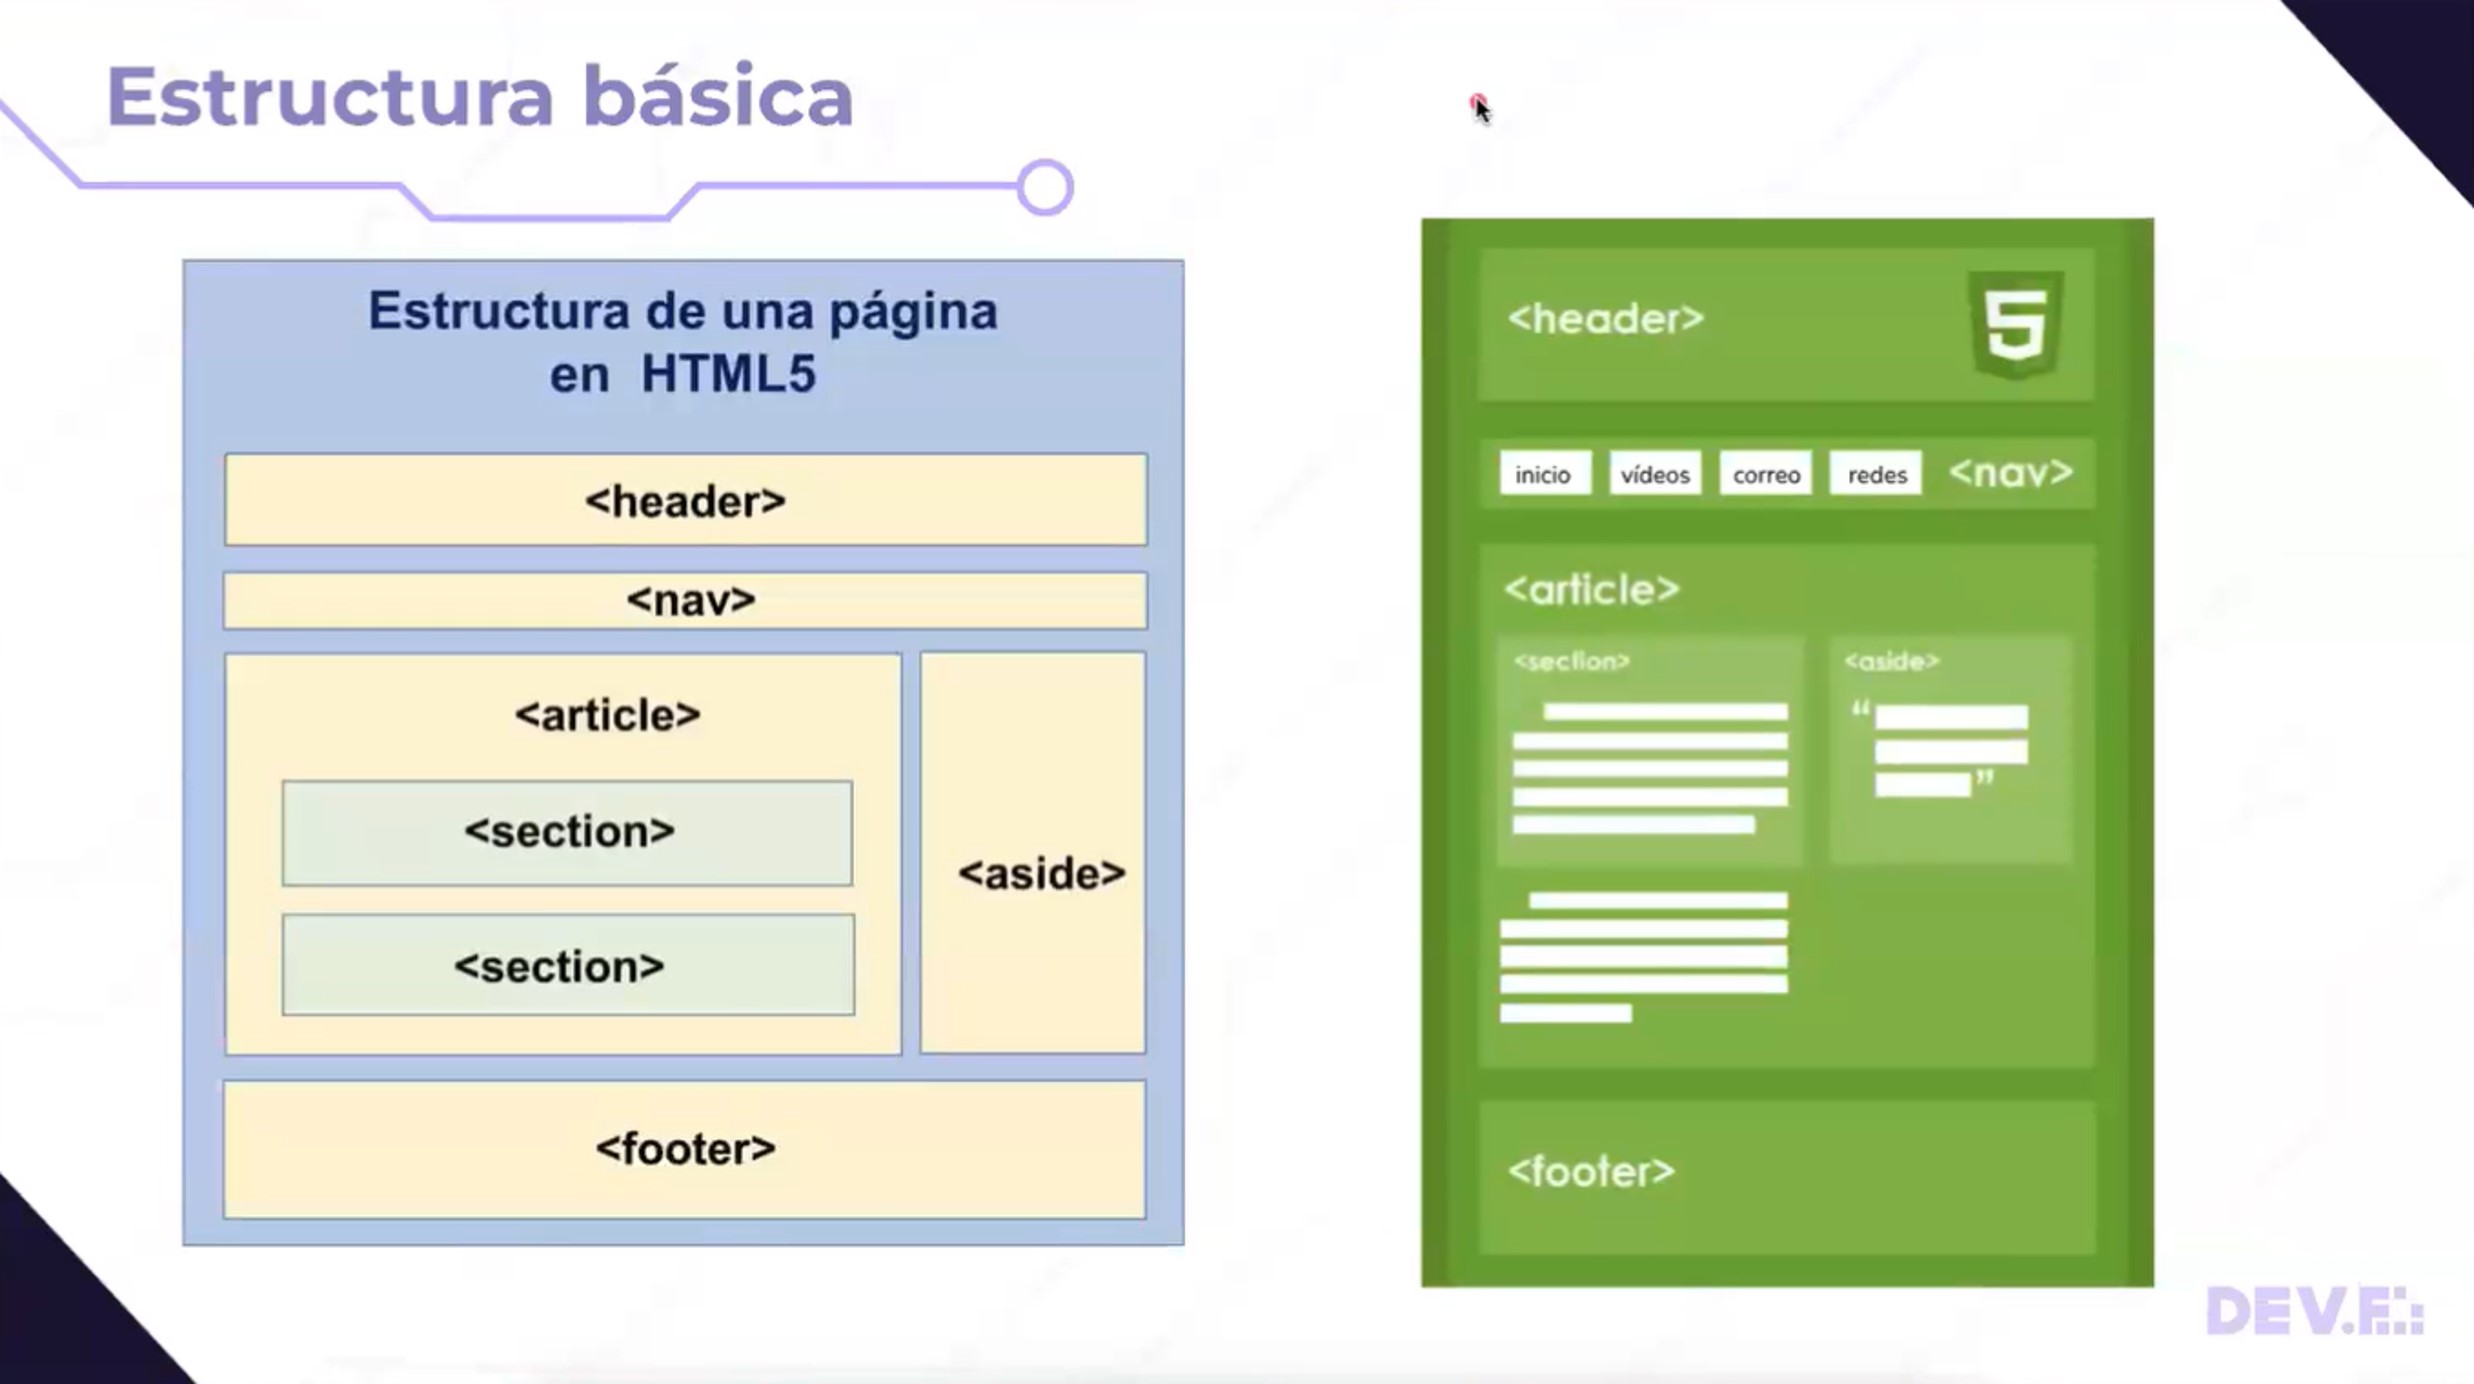 Estructura básica
Estructura de una página
en HTML5
<header>
<nav>
<article>
<section>
<section>
<aside>
<footer>
<header>
5
inicio
vídeos
correo
redes
<nav>
<article>
<section>
<aside>
“
”
<footer>
DEV.F